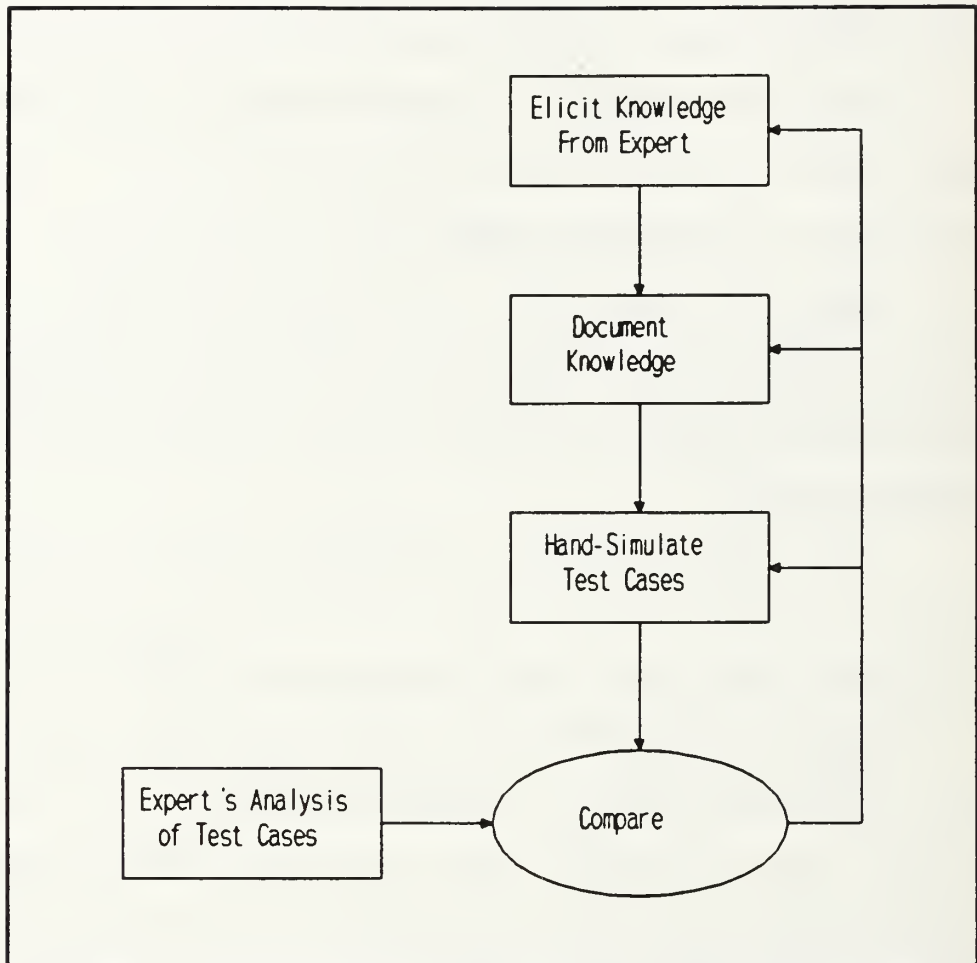 Elicit Knowledge
From Expert
Document
Knowledge
Hand-Simulate
Test Cases
Expert's Analysis
of Test Cases
Compare